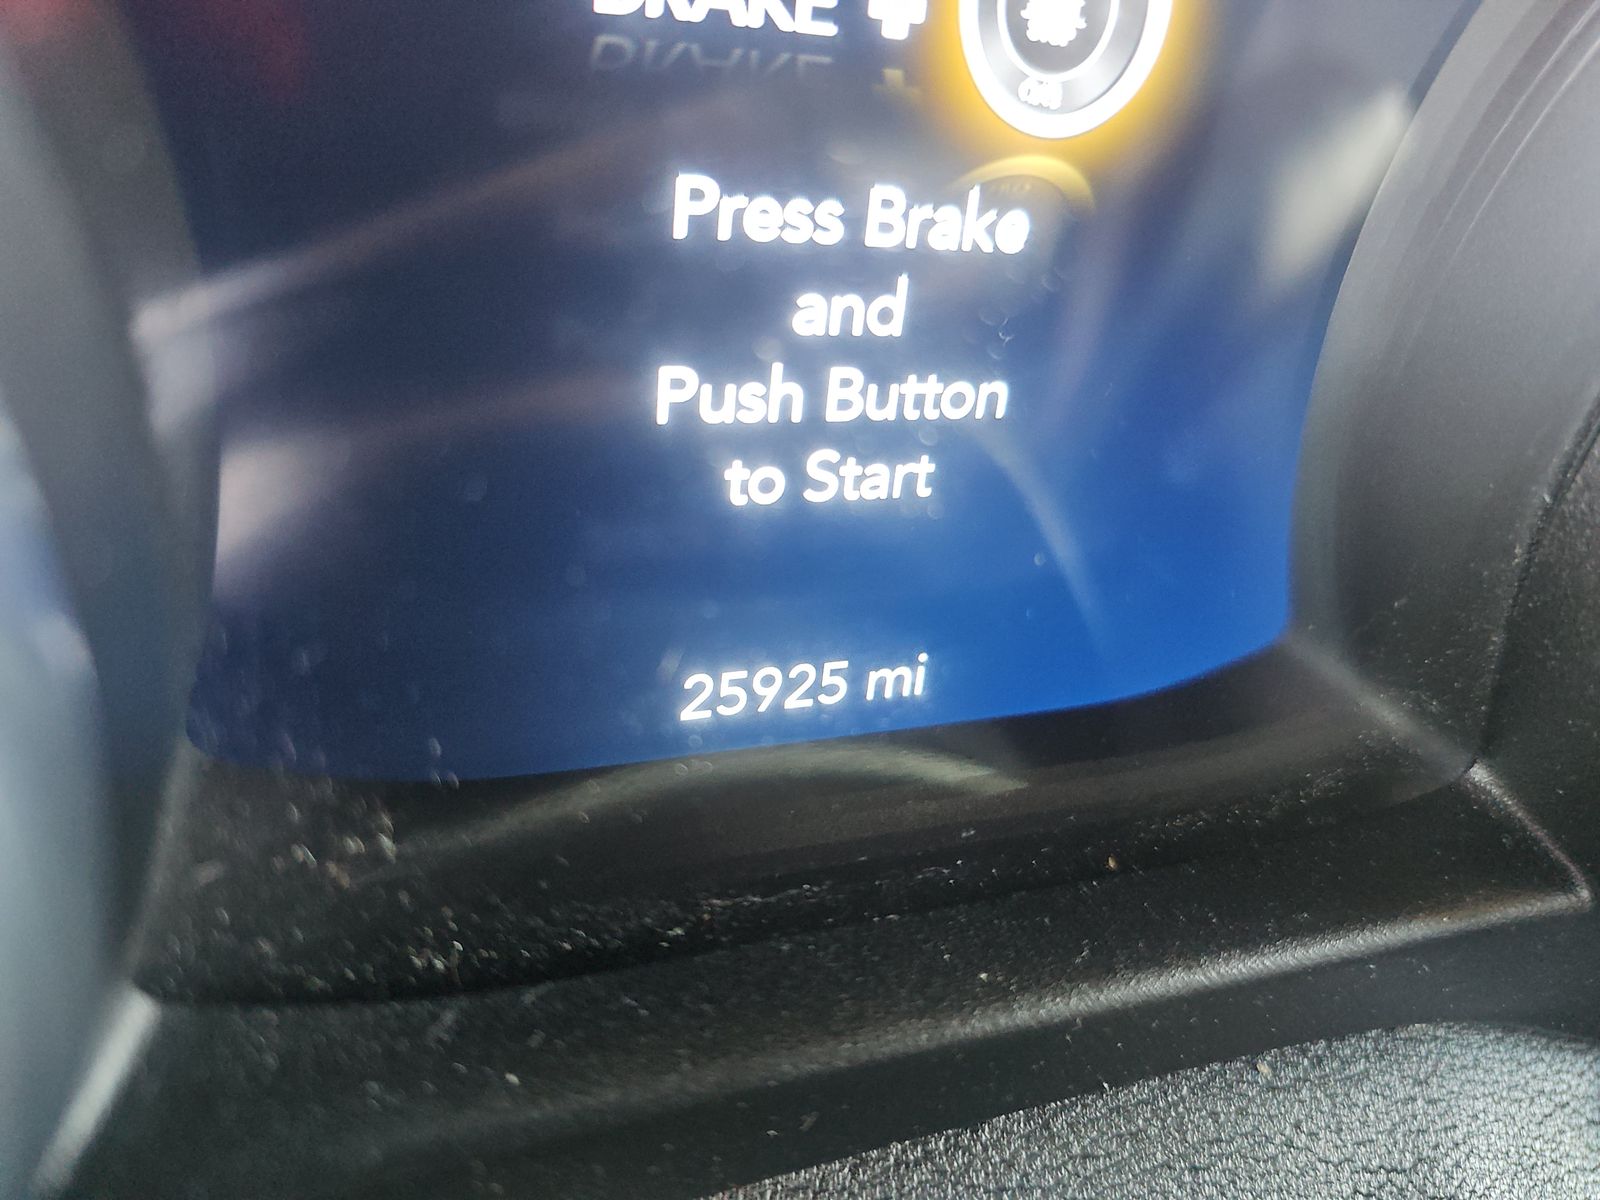 BRAKE +
Press Brake
and
Push Button
to Start
25925 mi